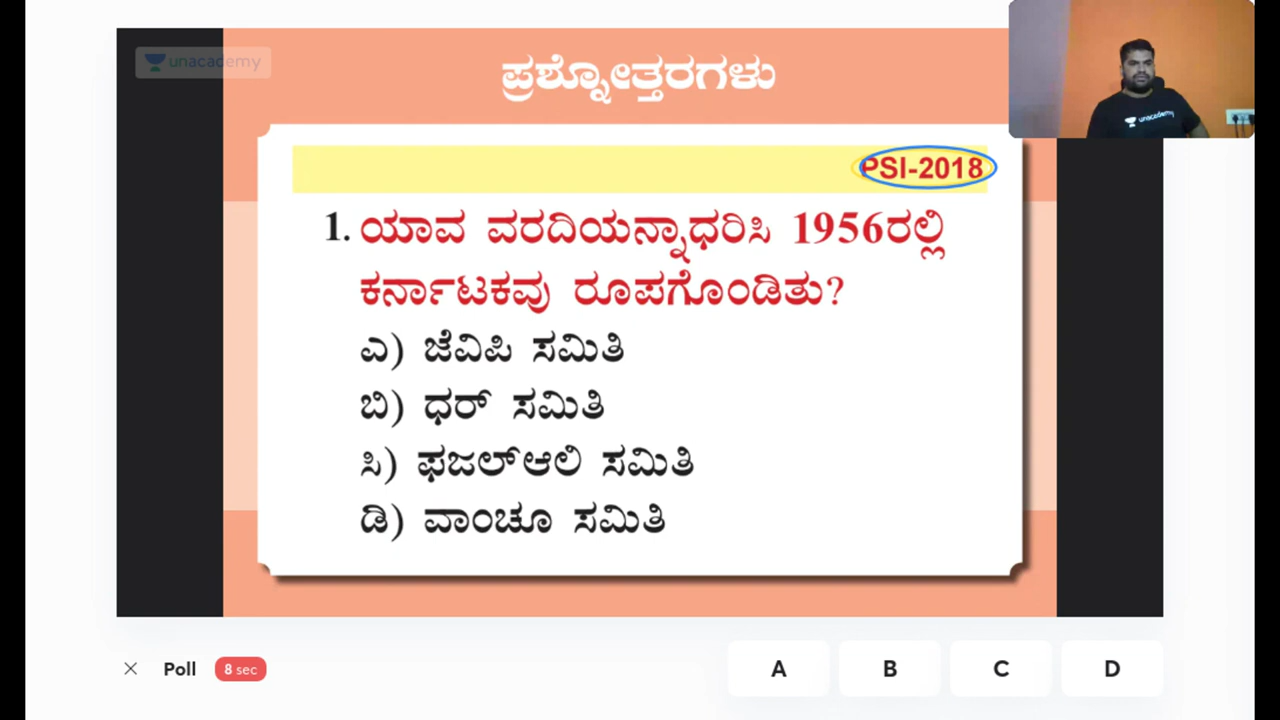 unacademy
ಪ್ರಶ್ನೋತ್ತರಗಳು
unacademy
PSI-2018
1. ಯಾವ ವರದಿಯನ್ನಾಧರಿಸಿ 1956ರಲ್ಲಿ
ಕರ್ನಾಟಕವು ರೂಪಗೊಂಡಿತು?
ಎ) ಜೆವಿಪಿ ಸಮಿತಿ
ಬಿ) ಧರ್ ಸಮಿತಿ
ಸಿ) ಫಜಲ್‌ಆಲಿ ಸಮಿತಿ
ಡಿ) ವಾಂಚೂ ಸಮಿತಿ
Poll 8 sec A B C D